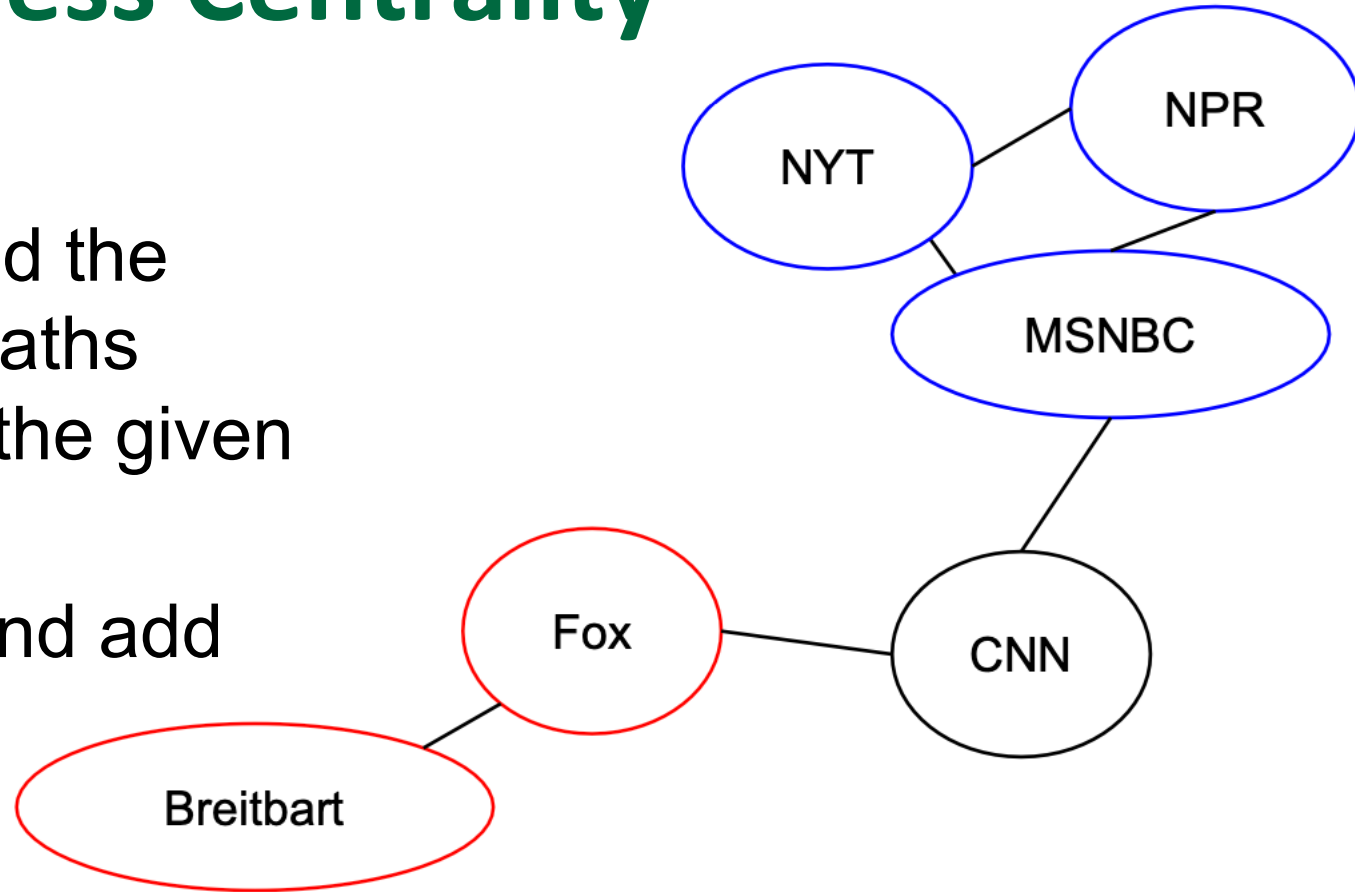 ess Centrality
d the
aths
the given
nd add
NYT
NPR
MSNBC
Fox
CNN
Breitbart